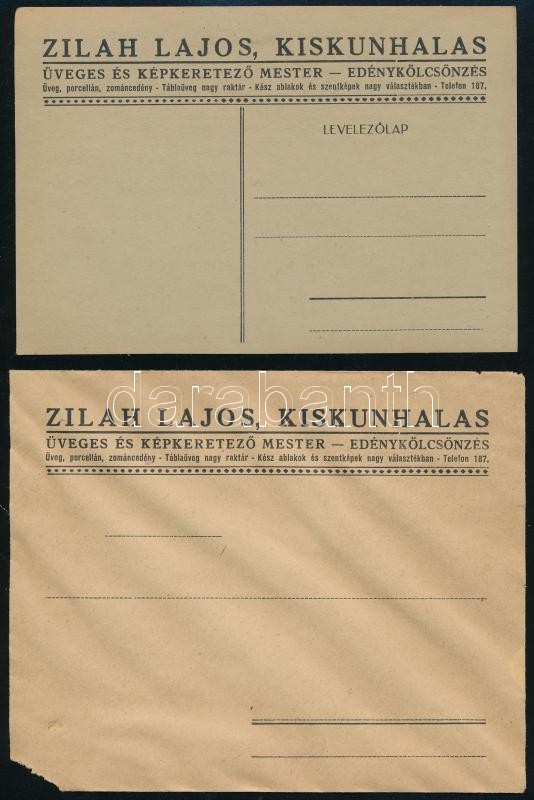 ZILAH LAJOS, KISKUNHALAS
ÜVEGES ÉS KÉPKERETEZŐ MESTER — EDÉNYKÖLCSÖNZÉS
Üveg, porcellán, zománcedény - Táblaüveg nagy raktár - Kész ablakok és szentképek nagy választékban - Telefon 187.
LEVELEZŐLAP
darabanth
ZILAH LAJOS, KISKUNHALAS
ÜVEGES ÉS KÉPKERETEZŐ MESTER — EDÉNYKÖLCSÖNZÉS
Üveg, porcellán, zománcedény - Táblaüveg nagy raktár - Kész ablakok és szentképek nagy választékban - Telefon 187.